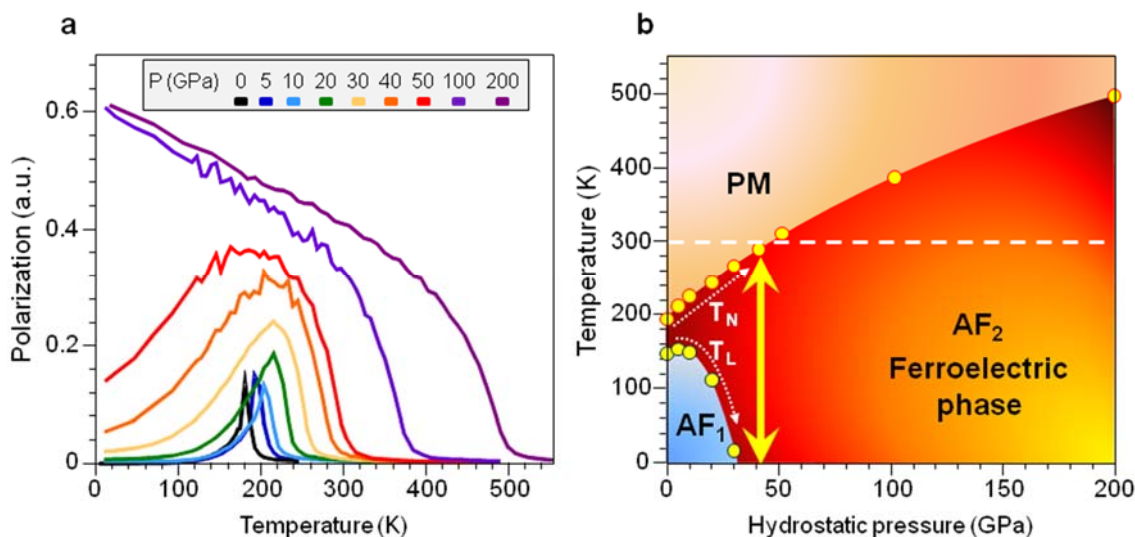 a
P (GPa) 0 5 10 20 30 40 50 100 200
0.6
0.4
0.2
0
Polarization (a.u.)
0 100 200 300 400 500
Temperature (K)
b
500
400
300
200
100
0
Temperature (K)
PM
T_N
T_L
AF_1
AF_2
Ferroelectric
phase
0 50 100 150 200
Hydrostatic pressure (GPa)